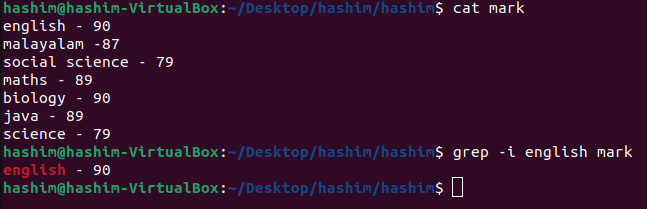 hashim@hashim-VirtualBox:~/Desktop/hashim/hashim$ cat mark
english - 90
malayalam -87
social science - 79
maths - 89
biology - 90
java - 89
science - 79
hashim@hashim-VirtualBox:~/Desktop/hashim/hashim$ grep -i english mark
english - 90
hashim@hashim-VirtualBox:~/Desktop/hashim/hashim$